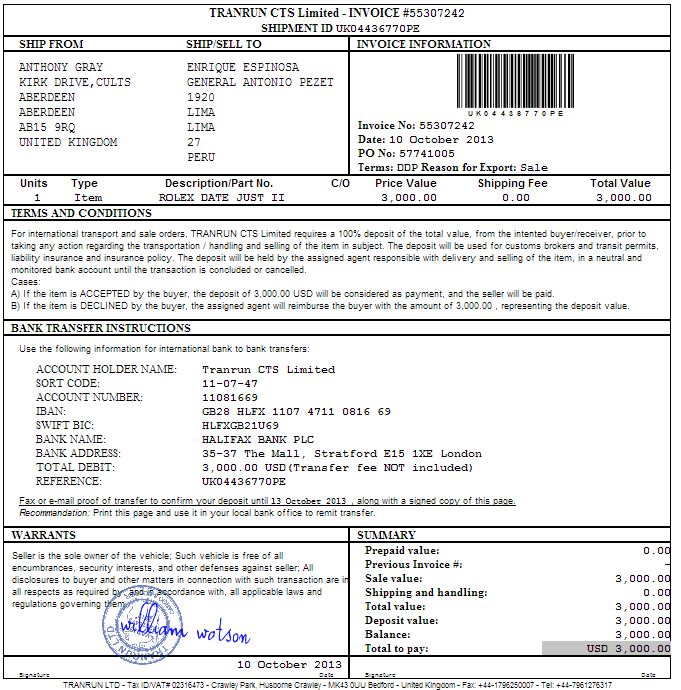 TRANRUN CTS Limited - INVOICE #55307242
SHIPMENT ID UK04436770PE
SHIP FROM
ANTHONY GRAY
KIRK DRIVE,CULTS
ABERDEEN
ABERDEEN
AB15 9RQ
UNITED KINGDOM
SHIP/SELL TO
ENRIQUE ESPINOSA
GENERAL ANTONIO PEZET
1920
LIMA
LIMA
27
PERU
INVOICE INFORMATION
UK04436770PE
Invoice No: 55307242
Date: 10 October 2013
PO No: 57741005
Terms: DDP Reason for Export: Sale
Units Type Description/Part No. C/O Price Value Shipping Fee Total Value
1 Item ROLEX DATE JUST II 3,000.00 0.00 3,000.00
TERMS AND CONDITIONS
For international transport and sale orders, TRANRUN CTS Limited requires a 100% deposit of the total value, from the intented buyer/receiver, prior to
taking any action regarding the transportation / handling and selling of the item in subject. The deposit will be used for customs brokers and transit permits,
liability insurance and insurance policy. The deposit will be held by the assigned agent responsible with delivery and selling of the item, in a neutral and
monitored bank account until the transaction is concluded or cancelled.
Cases:
A) If the item is ACCEPTED by the buyer, the deposit of 3,000.00 USD will be considered as payment, and the seller will be paid.
B) If the item is DECLINED by the buyer, the assigned agent will reimburse the buyer with the amount of 3,000.00 , representing the deposit value.
BANK TRANSFER INSTRUCTIONS
Use the following information for international bank to bank transfers:
ACCOUNT HOLDER NAME: Tranrun CTS Limited
SORT CODE: 11-07-47
ACCOUNT NUMBER: 11081669
IBAN: GB28 HLFX 1107 4711 0816 69
SWIFT BIC: HLFXGB21U69
BANK NAME: HALIFAX BANK PLC
BANK ADDRESS: 35-37 The Mall, Stratford E15 1XE London
TOTAL DEBIT: 3,000.00 USD(Transfer fee NOT included)
REFERENCE: UK04436770PE
Fax or e-mail proof of transfer to confirm your deposit until 13 October 2013 , along with a signed copy of this page.
Recommendation: Print this page and use it in your local bank office to remit transfer.
WARRANTS
Seller is the sole owner of the vehicle; Such vehicle is free of all
encumbrances, security interests, and other defenses against seller; All
disclosures to buyer and other matters in connection with such transaction are in
all respects as required by, and in accordance with, all applicable laws and
regulations governing them.
william wotson
10 October 2013
Signature Date
SUMMARY
Prepaid value: 0.00
Previous Invoice #: –
Sale value: 3,000.00
Shipping and handling: 0.00
Total value: 3,000.00
Deposit value: 3,000.00
Balance: 3,000.00
Total to pay: USD 3,000.00
Signature Date
TRANRUN LTD - Tax ID/VAT# 02316473 - Crawley Park, Husborne Crawley - MK43 0UU Bedford - United Kingdom - Fax: +44-1796250007 - Tel: +44-7961276317